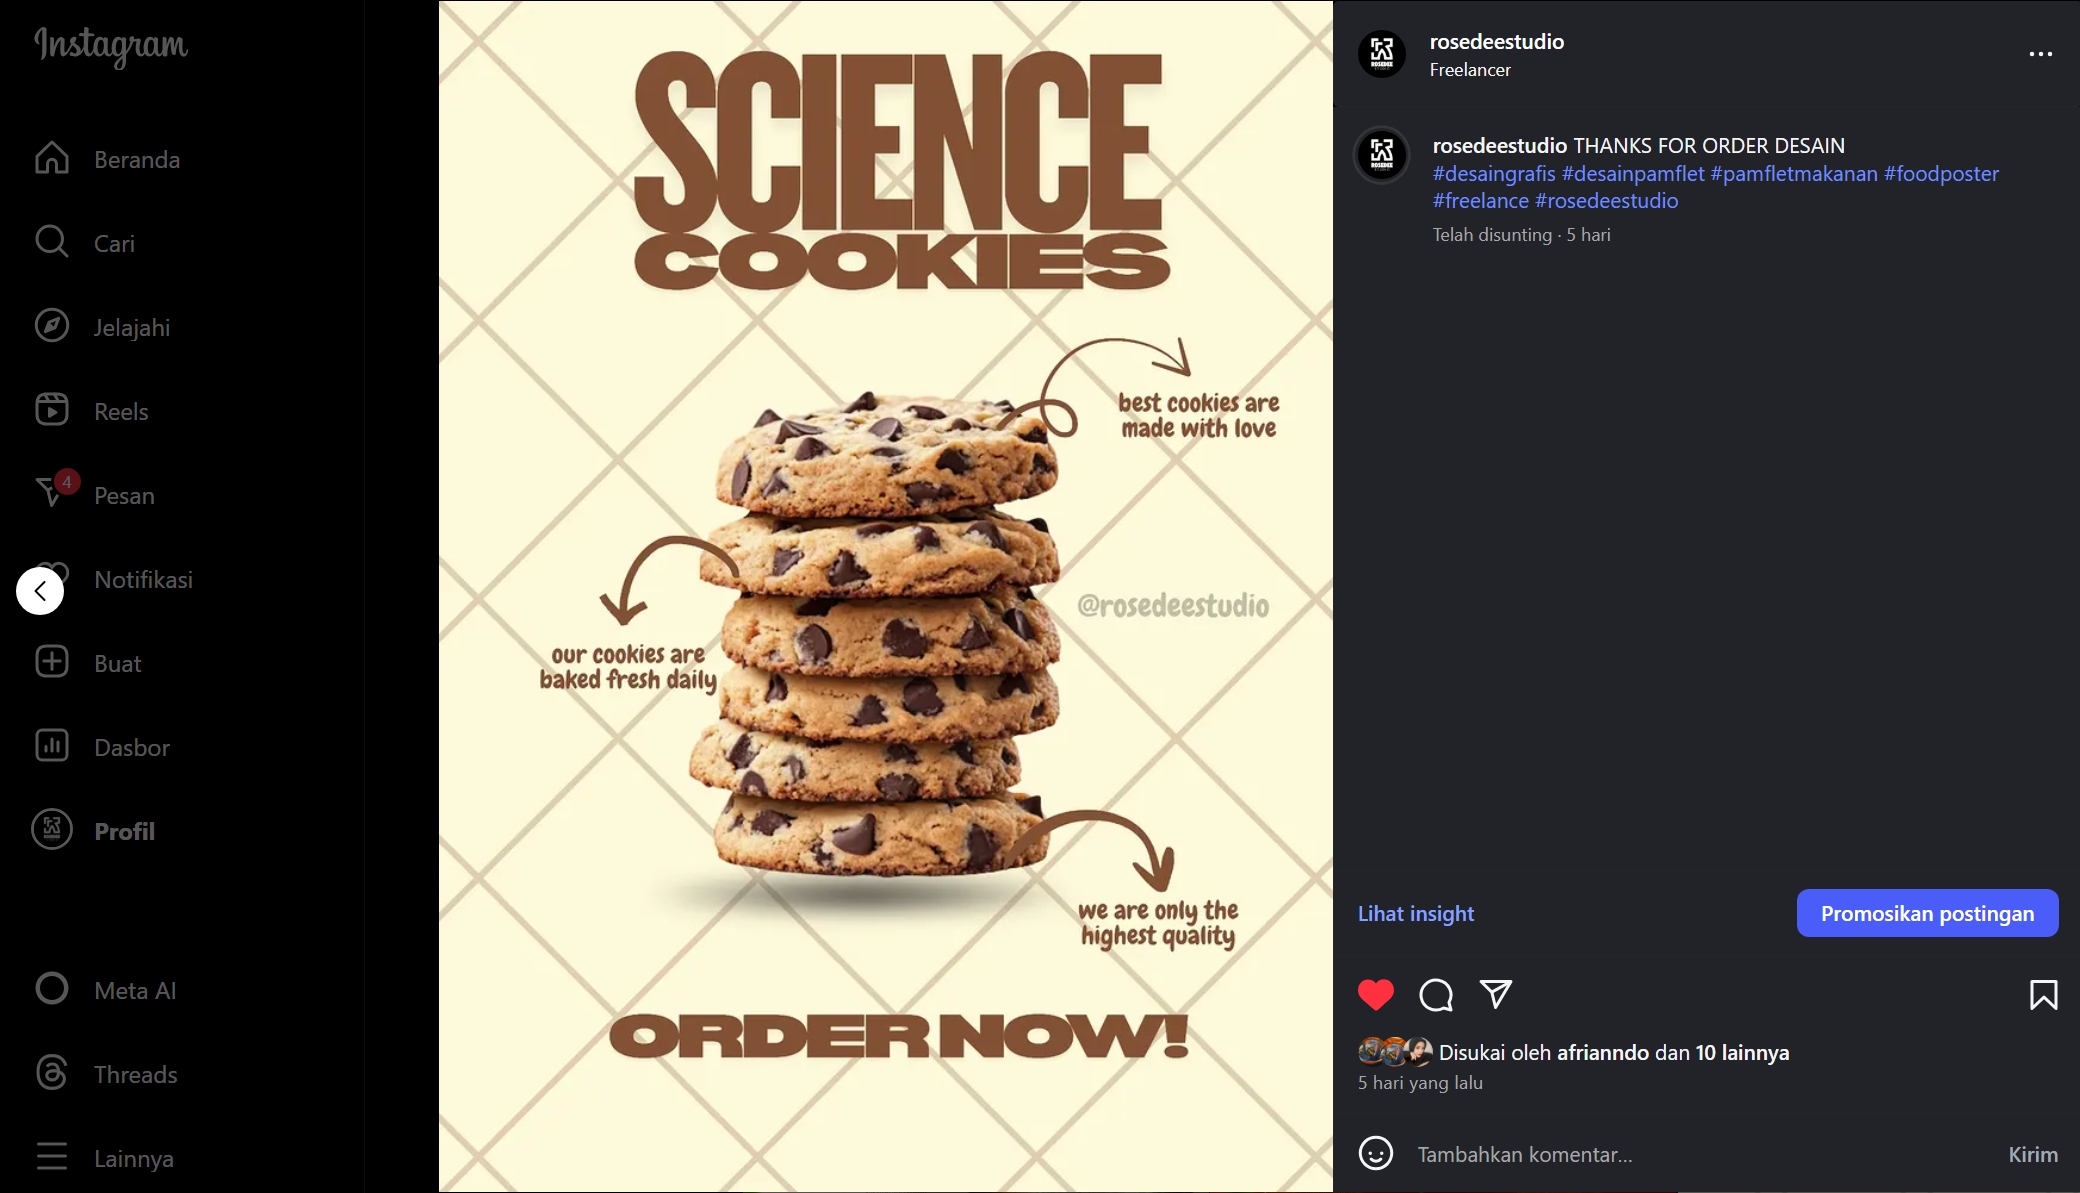 Instagram
Beranda
Cari
Jelajahi
Reels
4
Pesan
Notifikasi
Buat
Dasbor
Profil
Meta AI
Threads
Lainnya
SCIENCE
COOKIES
best cookies are
made with love
@rosedeestudio
our cookies are
baked fresh daily
we are only the
highest quality
ORDER NOW!
rosedeestudio
Freelancer
rosedeestudio THANKS FOR ORDER DESAIN
#desaingrafis #desainpamflet #pamfletmakanan #foodposter
#freelance #rosedeestudio
Telah disunting · 5 hari
Lihat insight
Promosikan postingan
Disukai oleh afrianndo dan 10 lainnya
5 hari yang lalu
Tambahkan komentar...
Kirim